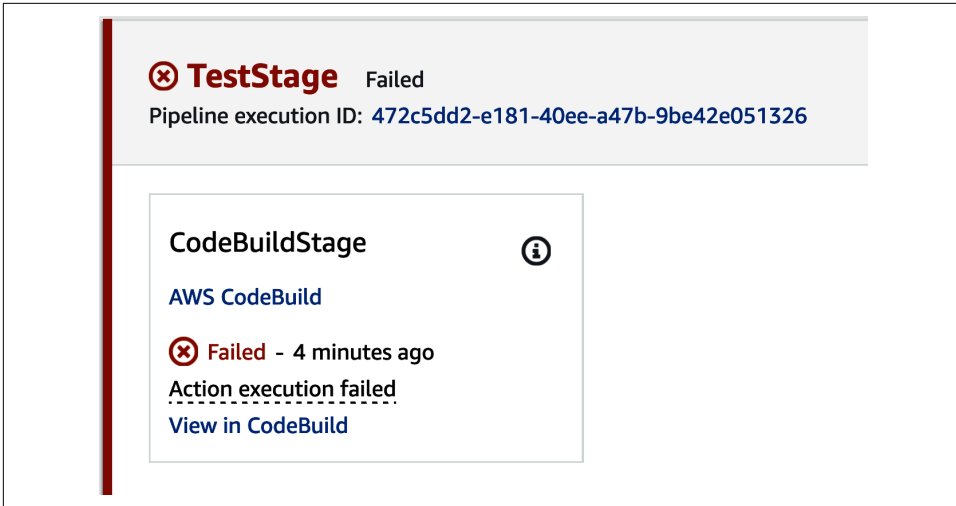 TestStage Failed
Pipeline execution ID: 472c5dd2-e181-40ee-a47b-9be42e051326
CodeBuildStage
AWS CodeBuild
Failed - 4 minutes ago
Action execution failed
View in CodeBuild